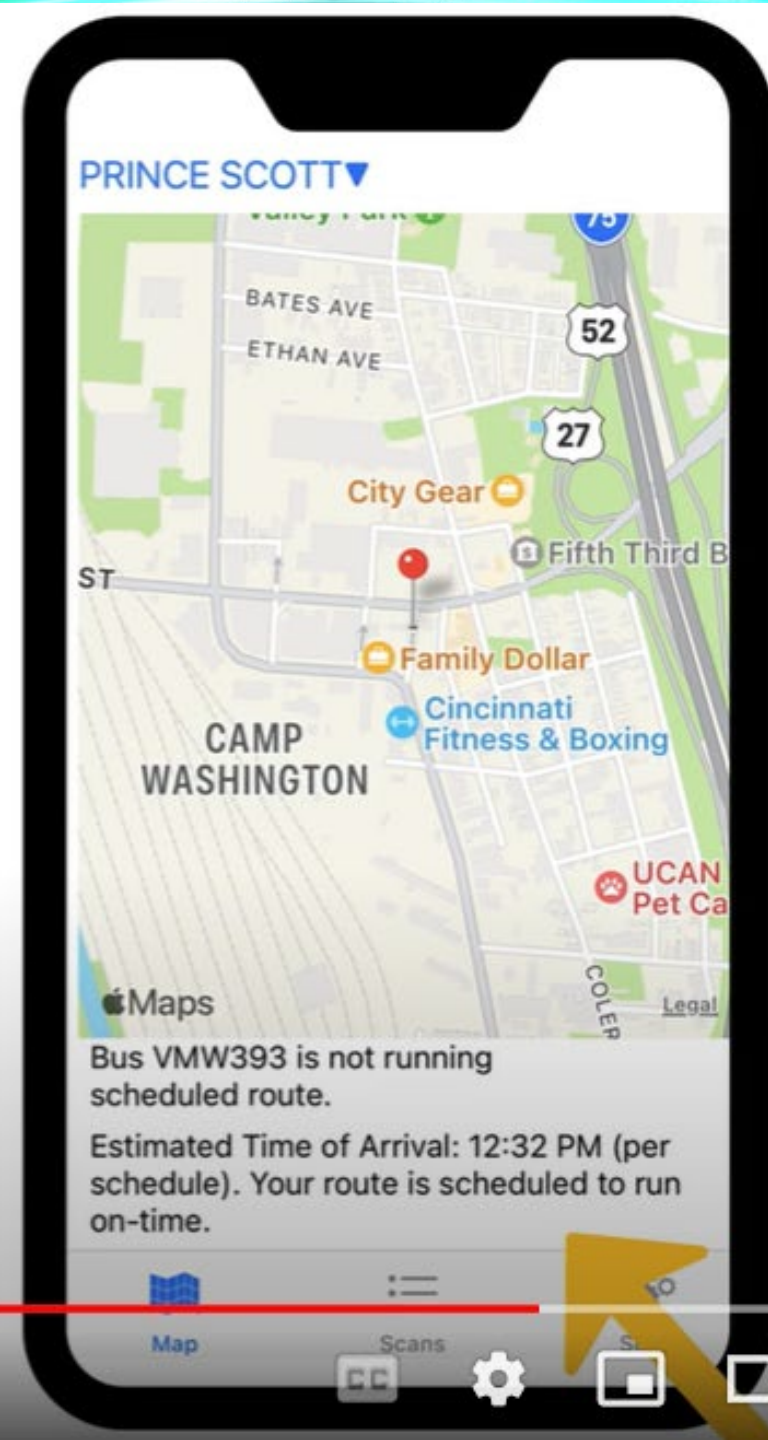 PRINCE SCOTT▼
75
BATES AVE
52
ETHAN AVE
27
City Gear
Fifth Third B
ST
Family Dollar
Cincinnati
Fitness & Boxing
CAMP
WASHINGTON
UCAN
Pet Ca
COLER
Maps
Legal
Bus VMW393 is not running
scheduled route.
Estimated Time of Arrival: 12:32 PM (per
schedule). Your route is scheduled to run
on-time.
Map
Scans
CC